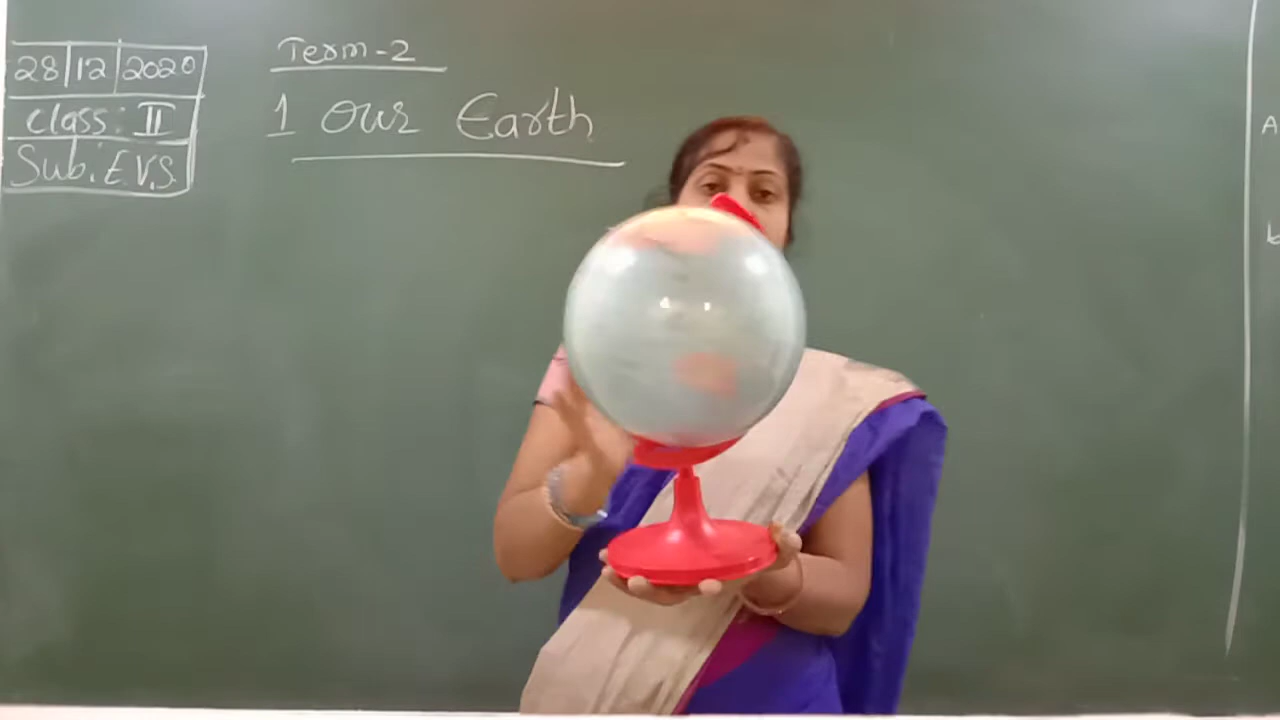 28|12|2020
class: II
Sub: E.V.S.
Term-2
1 Our Earth
A